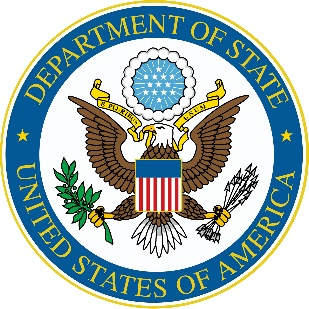 DEPARTMENT OF STATE
UNITED STATES OF AMERICA